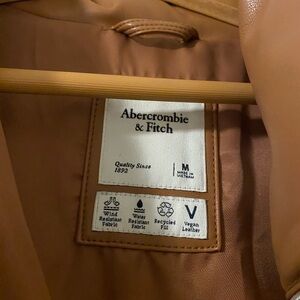 Abercrombie
& Fitch
Quality Since
1892
M
MADE IN
VIETNAM
Wind
Resistant
Fabric
Water
Resistant
Fabric
Recycled
Fill
V
Vegan
Leather